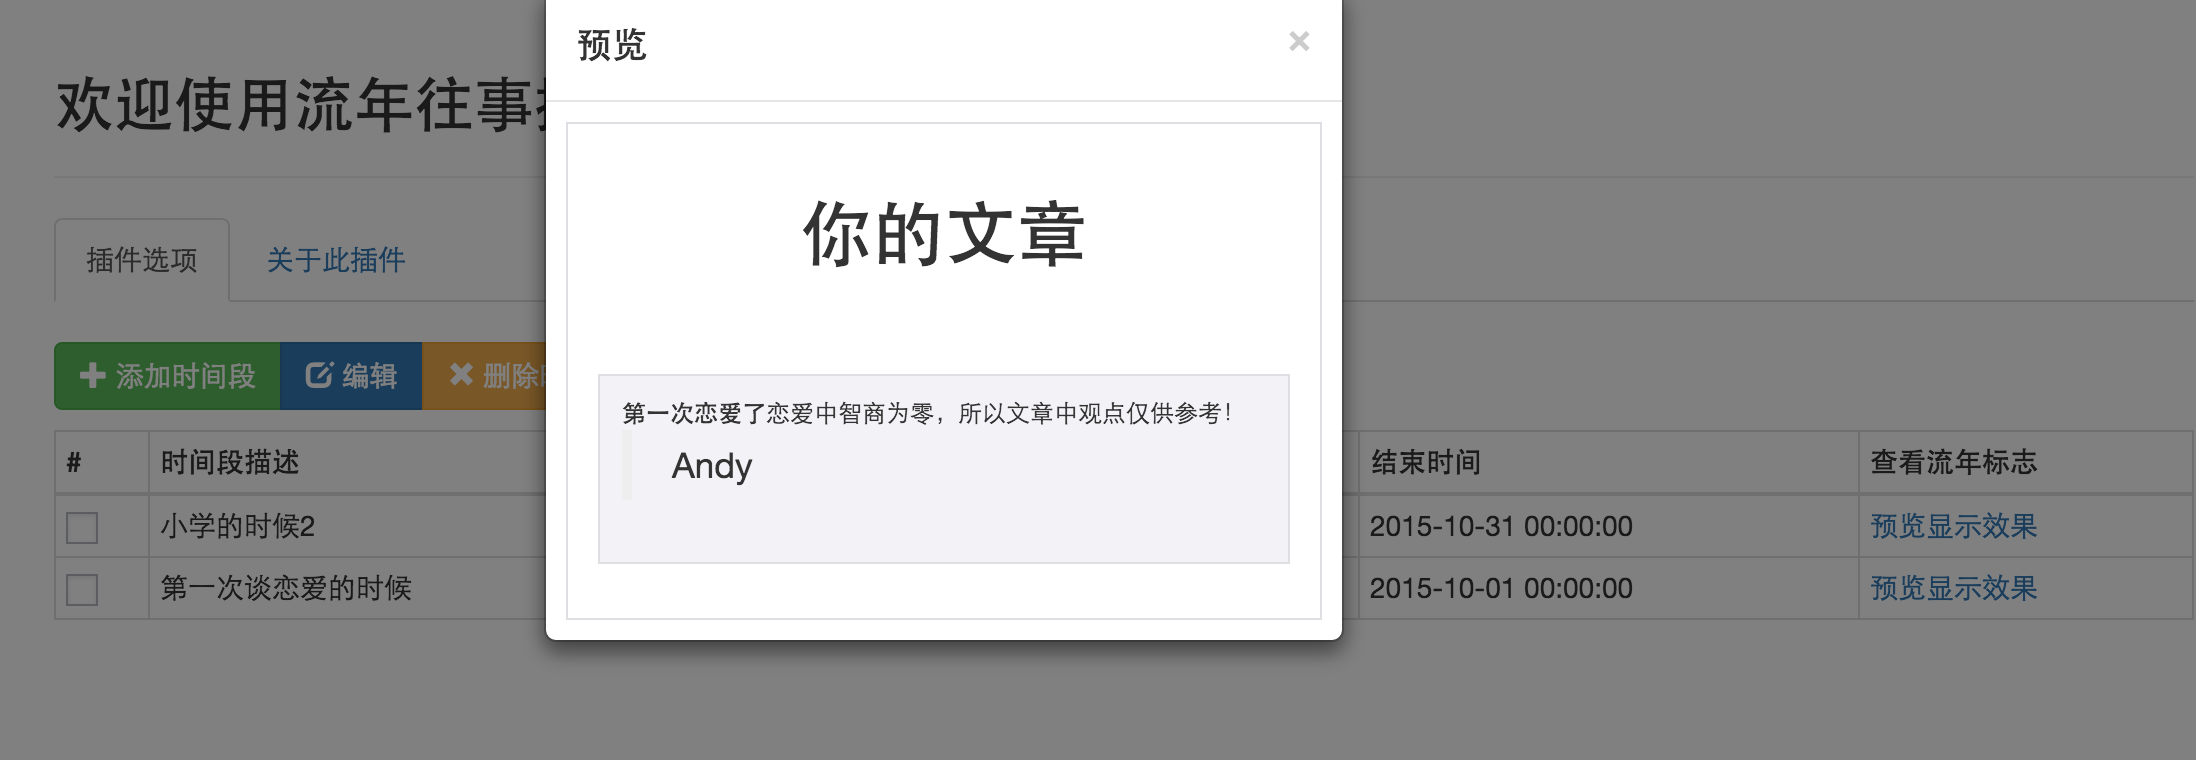 预览 ×
欢迎使用流年往事
你的文章
插件选项 关于此插件
添加时间段 编辑 删除
第一次恋爱了恋爱中智商为零，所以文章中观点仅供参考！
Andy
# 时间段描述 结束时间 查看流年标志
小学的时候2 2015-10-31 00:00:00 预览显示效果
第一次谈恋爱的时候 2015-10-01 00:00:00 预览显示效果